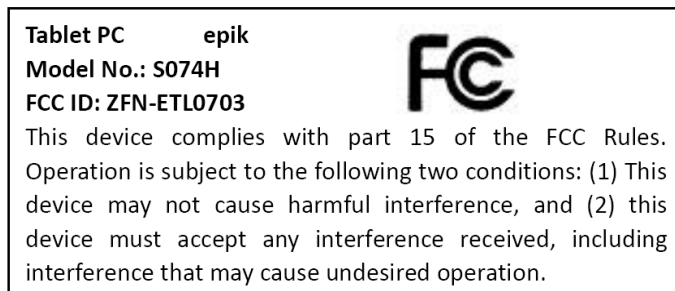 Tablet PC epik
Model No.: S074H
FCC ID: ZFN-ETL0703
FC
This device complies with part 15 of the FCC Rules.
Operation is subject to the following two conditions: (1) This
device may not cause harmful interference, and (2) this
device must accept any interference received, including
interference that may cause undesired operation.